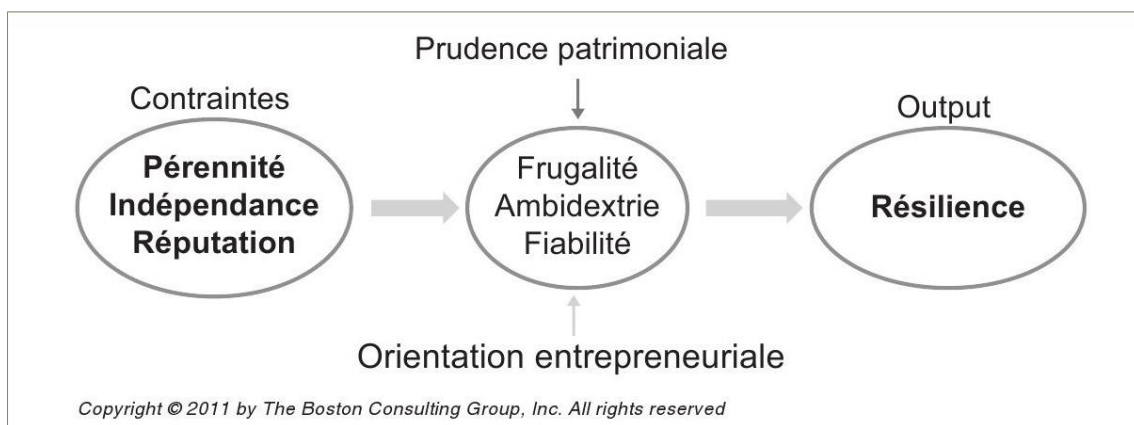 Prudence patrimoniale
Contraintes
Pérennité
Indépendance
Réputation
Frugalité
Ambidextrie
Fiabilité
Output
Résilience
Orientation entrepreneuriale
Copyright © 2011 by The Boston Consulting Group, Inc. All rights reserved